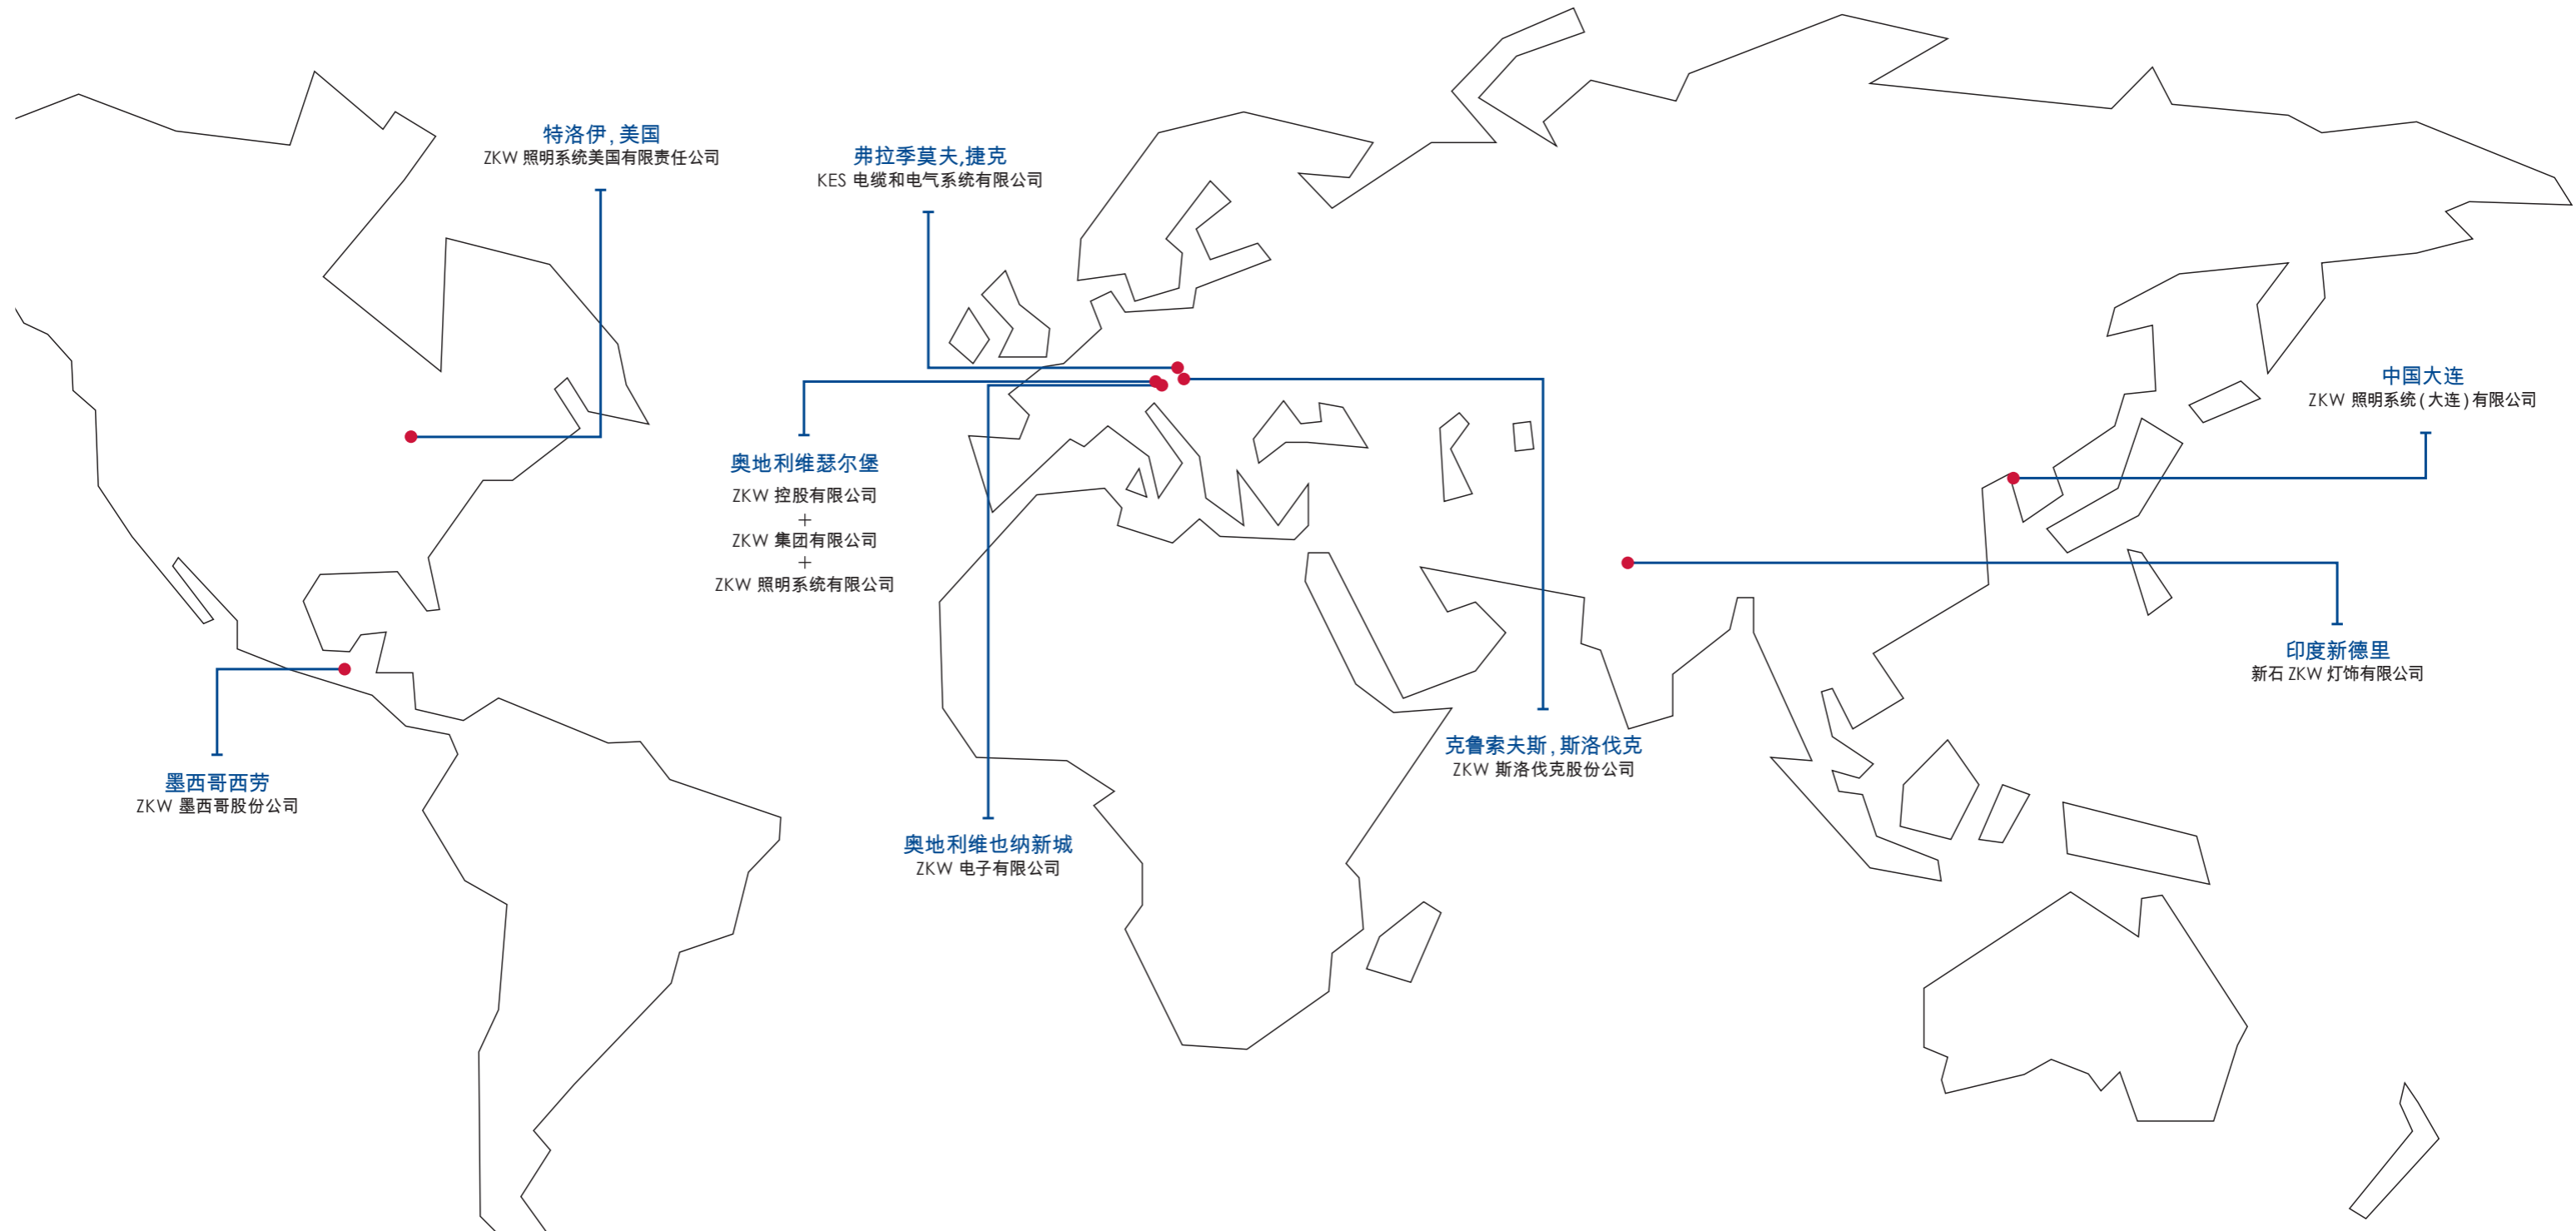 特洛伊,美国
ZKW 照明系统美国有限责任公司
弗拉季莫夫,捷克
KES 电缆和电气系统有限公司
中国大连
ZKW 照明系统(大连)有限公司
奥地利维瑟尔堡
ZKW 控股有限公司
+
ZKW 集团有限公司
+
ZKW 照明系统有限公司
印度新德里
新石 ZKW 灯饰有限公司
克鲁索夫斯,斯洛伐克
ZKW 斯洛伐克股份公司
墨西哥西劳
ZKW 墨西哥股份公司
奥地利维也纳新城
ZKW 电子有限公司